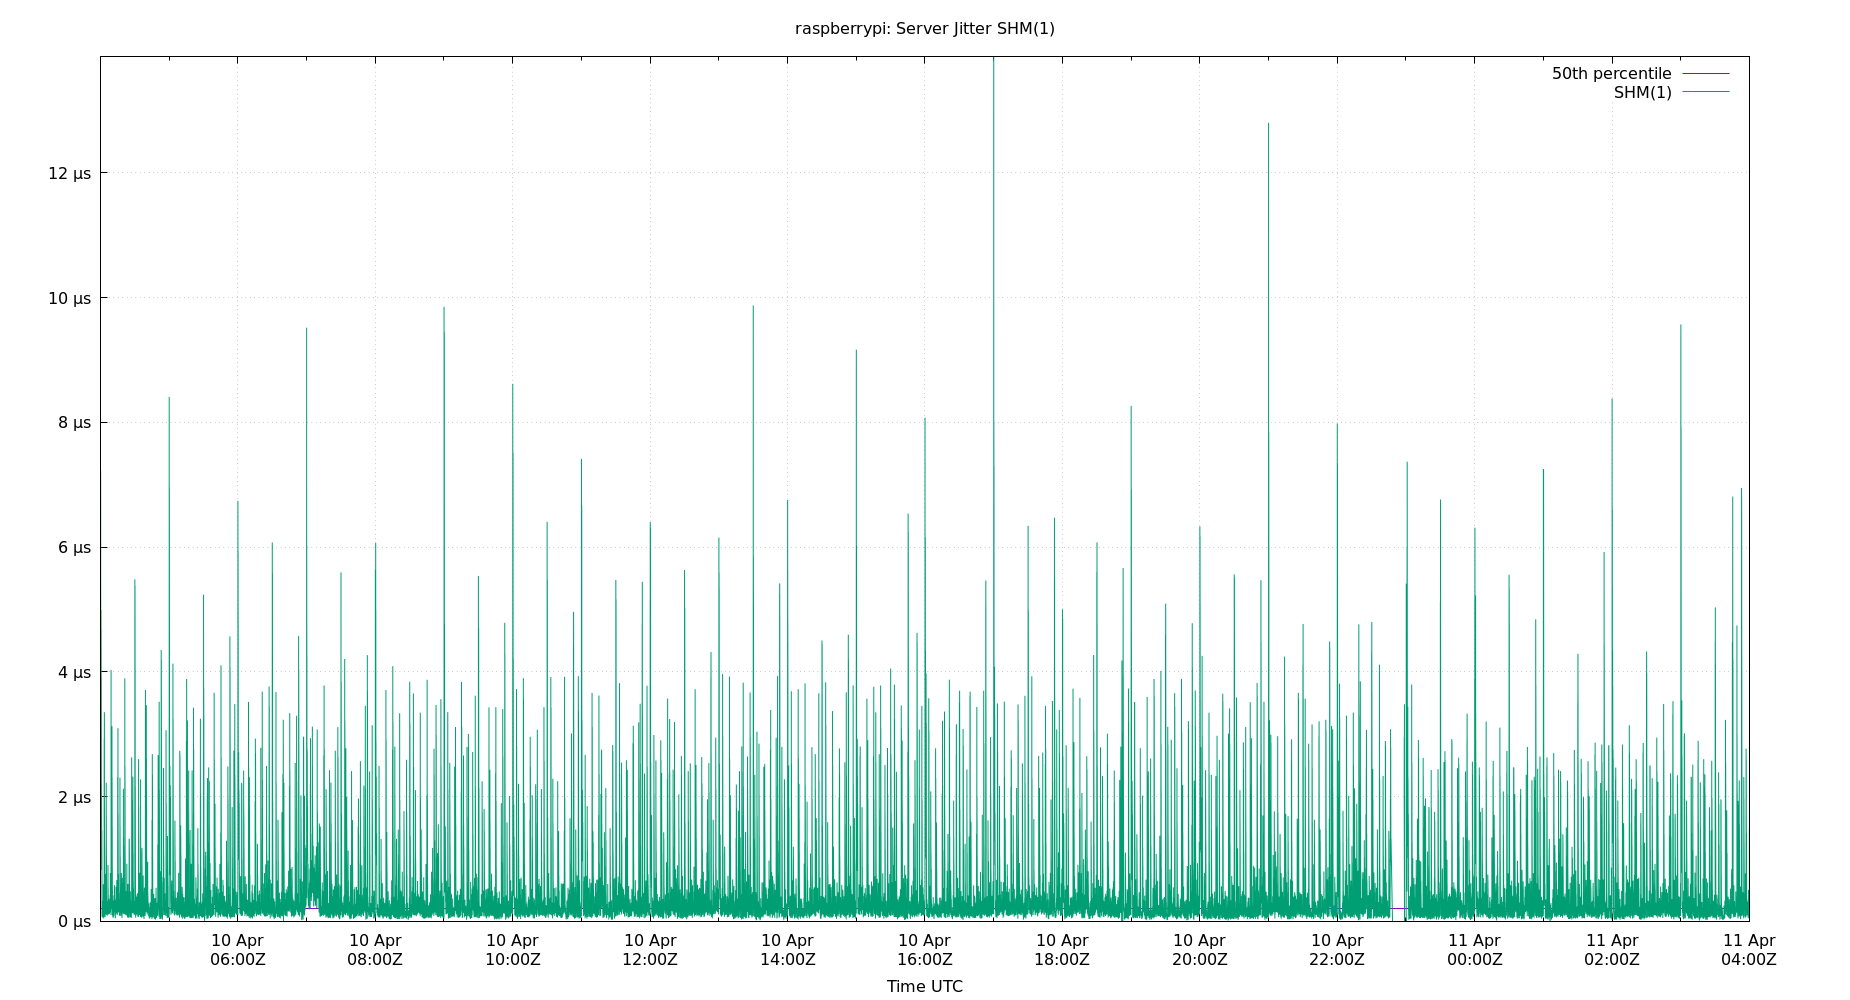 raspberrypi: Server Jitter SHM(1)
50th percentile
SHM(1)
12 µs
10 µs
8 µs
6 µs
4 µs
2 µs
0 µs
10 Apr 10 Apr 10 Apr 10 Apr 10 Apr 10 Apr 10 Apr 10 Apr 10 Apr 11 Apr 11 Apr 11 Apr
06:00Z 08:00Z 10:00Z 12:00Z 14:00Z 16:00Z 18:00Z 20:00Z 22:00Z 00:00Z 02:00Z 04:00Z
Time UTC